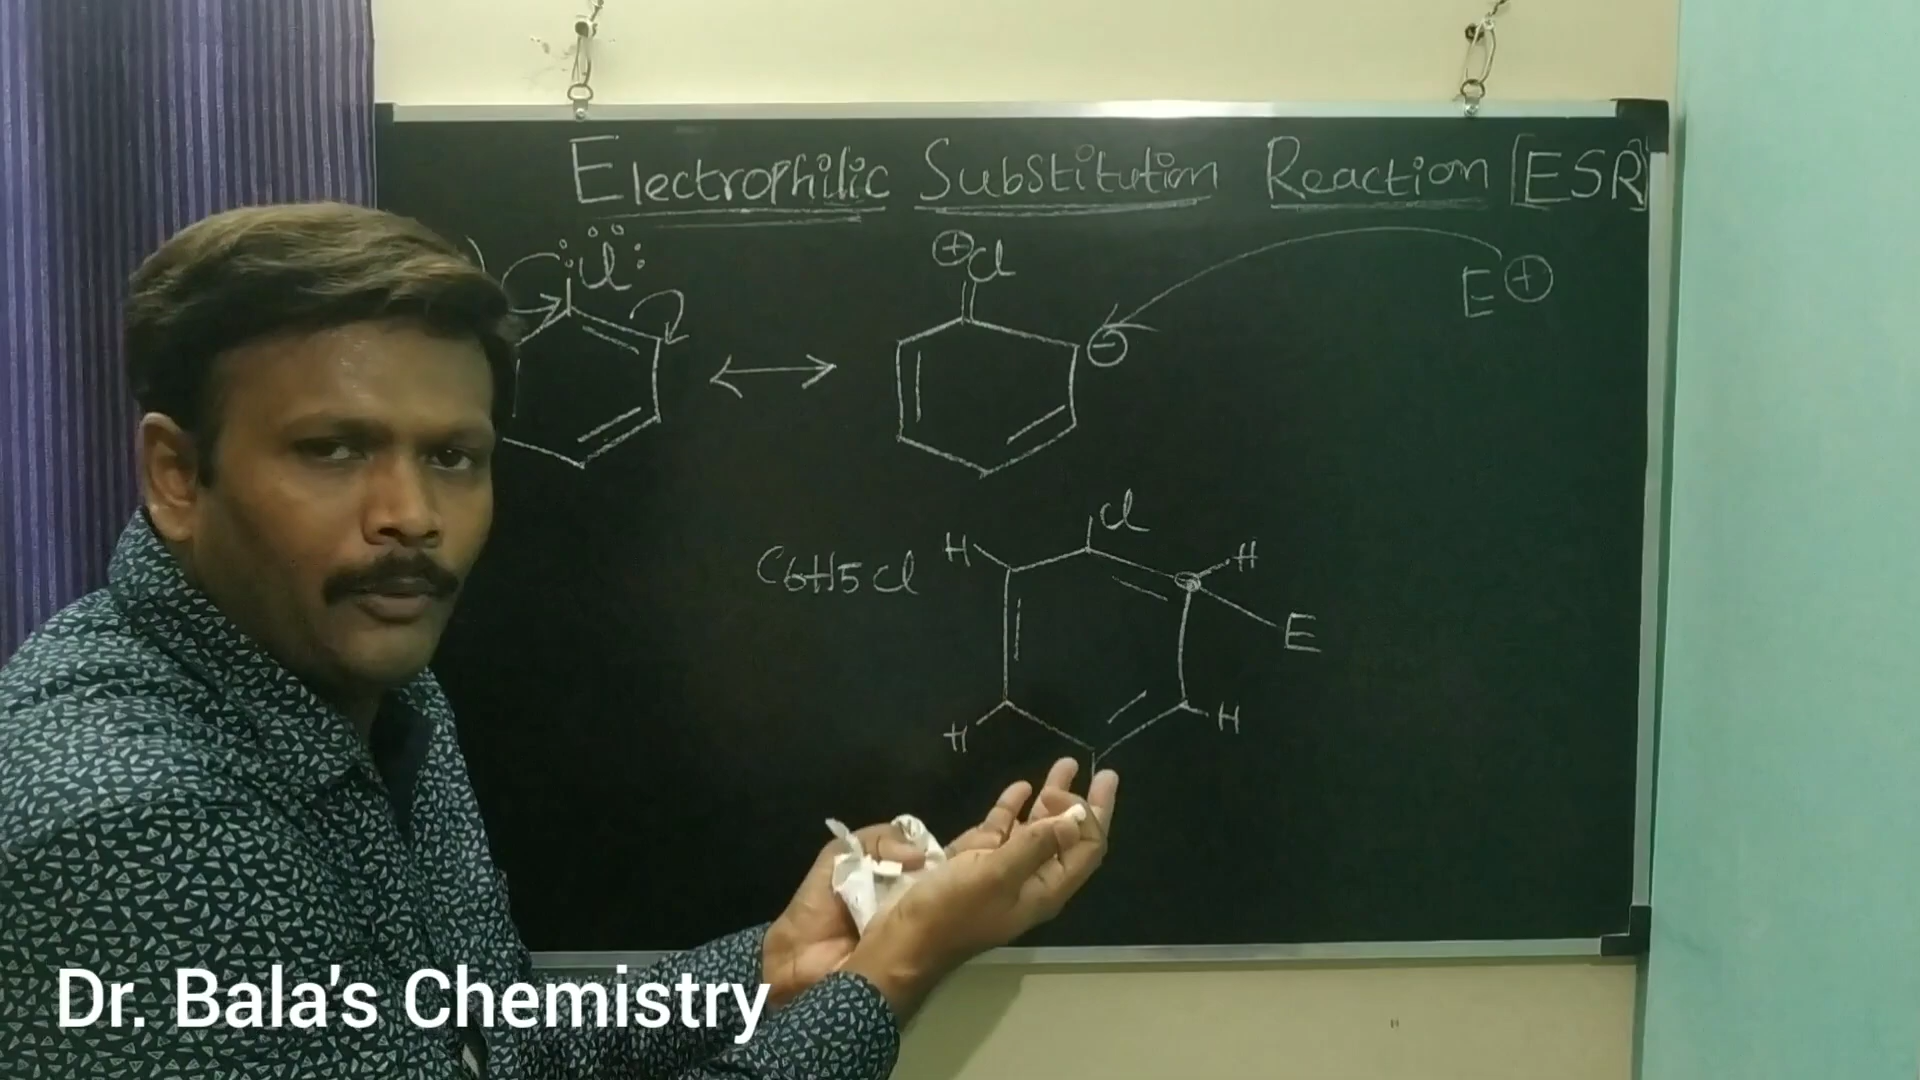 Electrophilic Substitution Reaction [ESR]
Cl
⊕Cl
E⊕
⊖
Cl
C6H5Cl
H
H
E
H
H
Dr. Bala's Chemistry